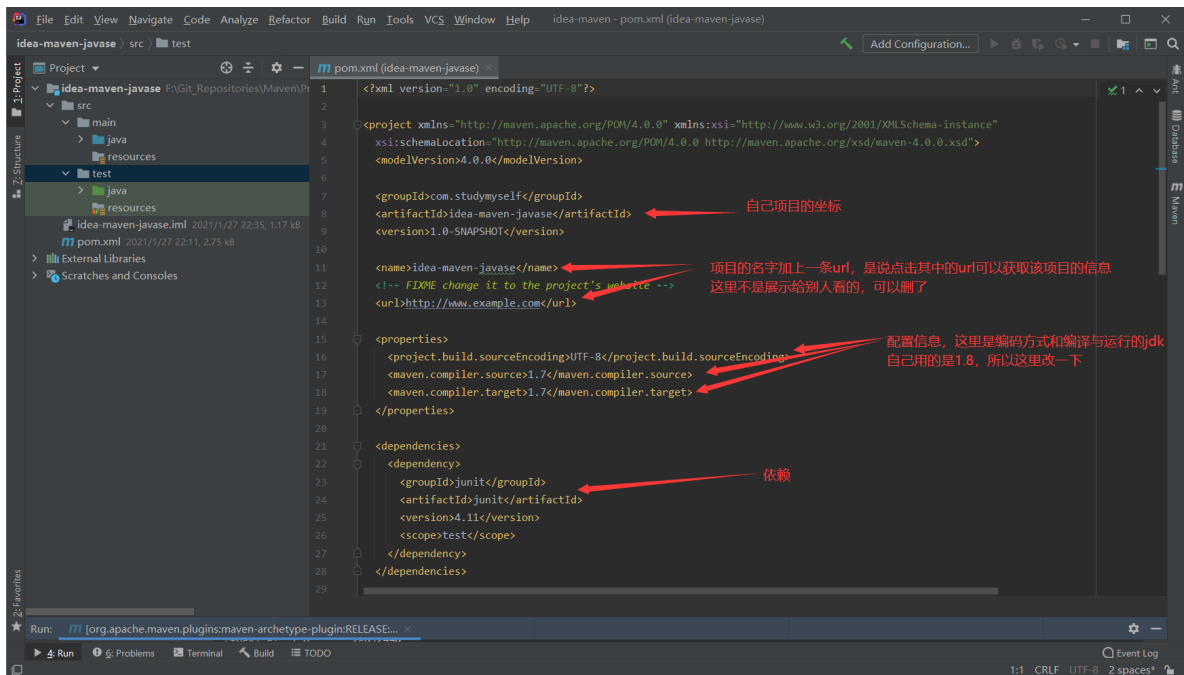 File Edit View Navigate Code Analyze Refactor Build Run Tools VCS Window Help idea-maven - pom.xml (idea-maven-javase)
idea-maven-javase src test
Add Configuration...
Project
pom.xml (idea-maven-javase)
1: Project
Z: Structure
2: Favorites
idea-maven-javase F:\Git_Repositories\Maven\Pr
src
main
java
resources
test
java
resources
idea-maven-javase.iml 2021/1/27 22:35, 1.17 kB
pom.xml 2021/1/27 22:11, 2.75 kB
External Libraries
Scratches and Consoles
1 <?xml version="1.0" encoding="UTF-8"?>
2
3 <project xmlns="http://maven.apache.org/POM/4.0.0" xmlns:xsi="http://www.w3.org/2001/XMLSchema-instance"
4 xsi:schemaLocation="http://maven.apache.org/POM/4.0.0 http://maven.apache.org/xsd/maven-4.0.0.xsd">
5 <modelVersion>4.0.0</modelVersion>
6
7 <groupId>com.studymyself</groupId>
8 <artifactId>idea-maven-javase</artifactId>
自己项目的坐标
9 <version>1.0-SNAPSHOT</version>
10
11 <name>idea-maven-javase</name>
项目的名字加上一条url，是说点击其中的url可以获取该项目的信息
12 <!-- FIXME change it to the project's website -->
这里不是展示给别人看的，可以删了
13 <url>http://www.example.com</url>
14
15 <properties>
配置信息，这里是编码方式和编译与运行的jdk
16 <project.build.sourceEncoding>UTF-8</project.build.sourceEncoding>
自己用的是1.8，所以这里改一下
17 <maven.compiler.source>1.7</maven.compiler.source>
18 <maven.compiler.target>1.7</maven.compiler.target>
19 </properties>
20
21 <dependencies>
22 <dependency>
23 <groupId>junit</groupId>
依赖
24 <artifactId>junit</artifactId>
25 <version>4.11</version>
26 <scope>test</scope>
27 </dependency>
28 </dependencies>
29
1
Ant
Database
Maven
Run: [org.apache.maven.plugins:maven-archetype-plugin:RELEASE:...
4: Run 6: Problems Terminal Build TODO Event Log
1:1 CRLF UTF-8 2 spaces*